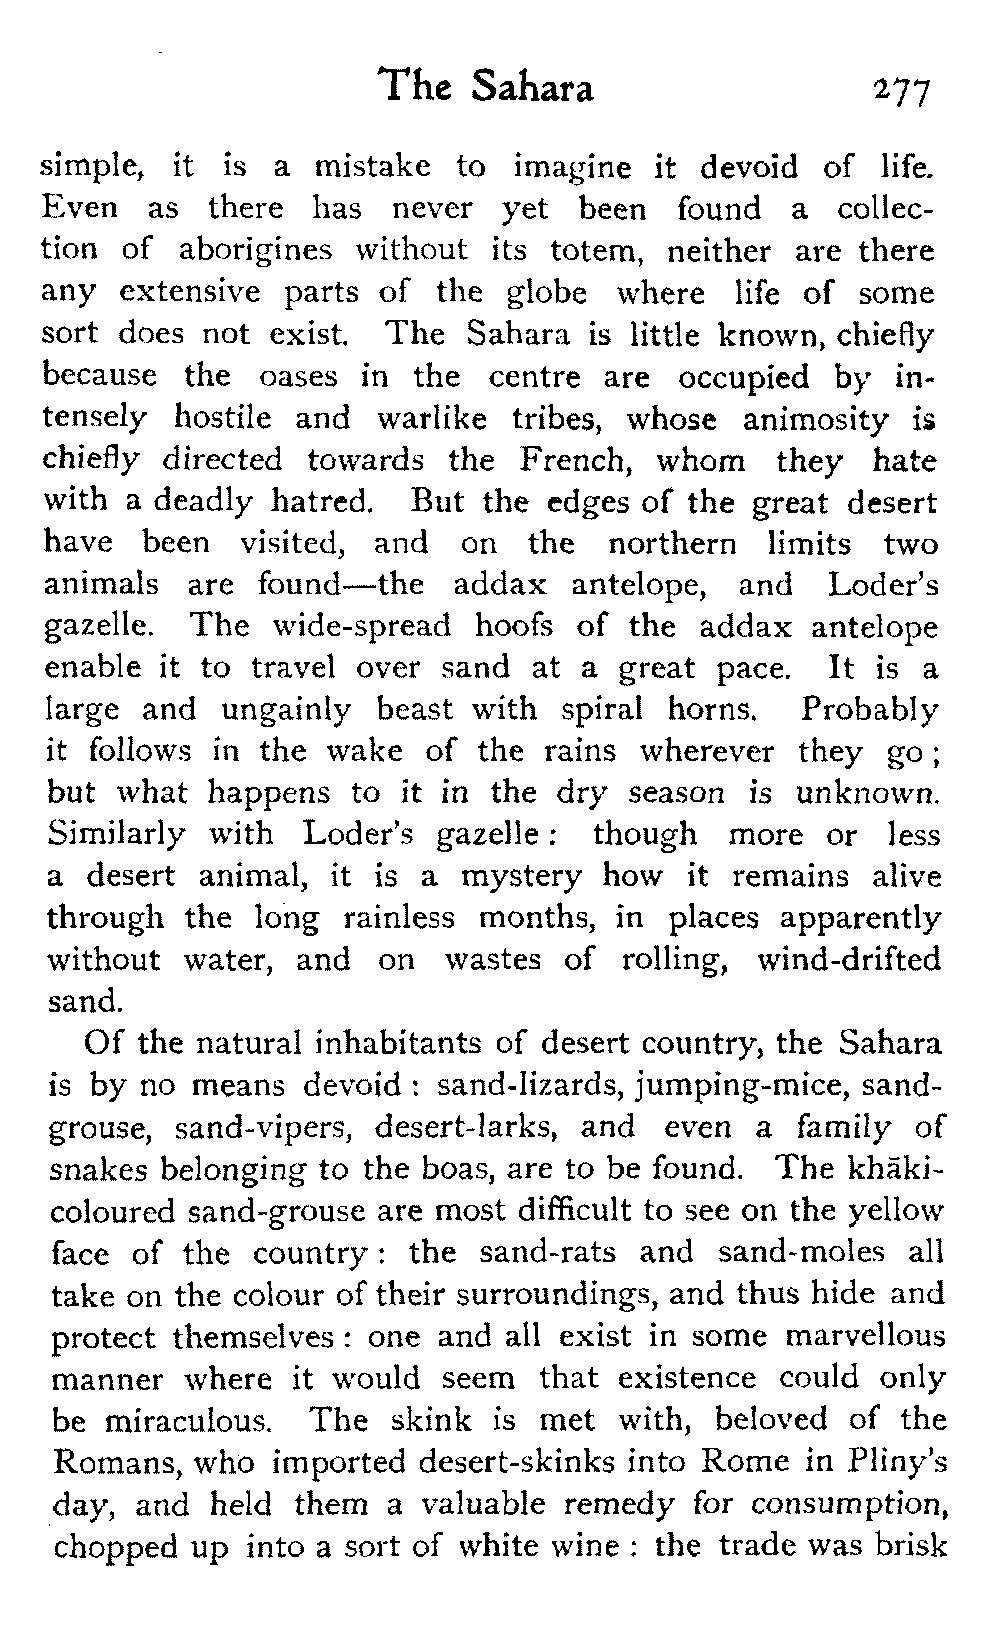 The Sahara 277
simple, it is a mistake to imagine it devoid of life.
Even as there has never yet been found a collec-
tion of aborigines without its totem, neither are there
any extensive parts of the globe where life of some
sort does not exist. The Sahara is little known, chiefly
because the oases in the centre are occupied by in-
tensely hostile and warlike tribes, whose animosity is
chiefly directed towards the French, whom they hate
with a deadly hatred. But the edges of the great desert
have been visited, and on the northern limits two
animals are found—the addax antelope, and Loder's
gazelle. The wide-spread hoofs of the addax antelope
enable it to travel over sand at a great pace. It is a
large and ungainly beast with spiral horns. Probably
it follows in the wake of the rains wherever they go ;
but what happens to it in the dry season is unknown.
Similarly with Loder's gazelle : though more or less
a desert animal, it is a mystery how it remains alive
through the long rainless months, in places apparently
without water, and on wastes of rolling, wind-drifted
sand.
Of the natural inhabitants of desert country, the Sahara
is by no means devoid : sand-lizards, jumping-mice, sand-
grouse, sand-vipers, desert-larks, and even a family of
snakes belonging to the boas, are to be found. The khāki-
coloured sand-grouse are most difficult to see on the yellow
face of the country : the sand-rats and sand-moles all
take on the colour of their surroundings, and thus hide and
protect themselves : one and all exist in some marvellous
manner where it would seem that existence could only
be miraculous. The skink is met with, beloved of the
Romans, who imported desert-skinks into Rome in Pliny's
day, and held them a valuable remedy for consumption,
chopped up into a sort of white wine : the trade was brisk